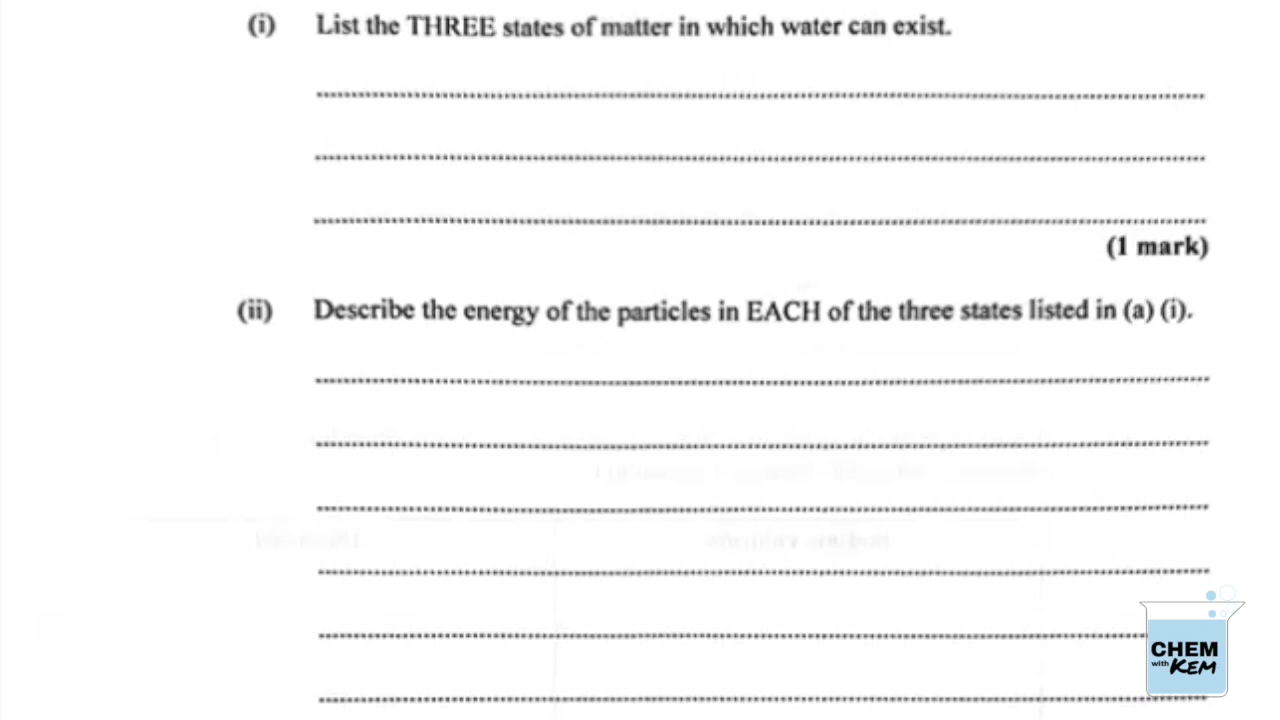 (i) List the THREE states of matter in which water can exist.
(1 mark)
(ii) Describe the energy of the particles in EACH of the three states listed in (a) (i).
CHEM
with KEM